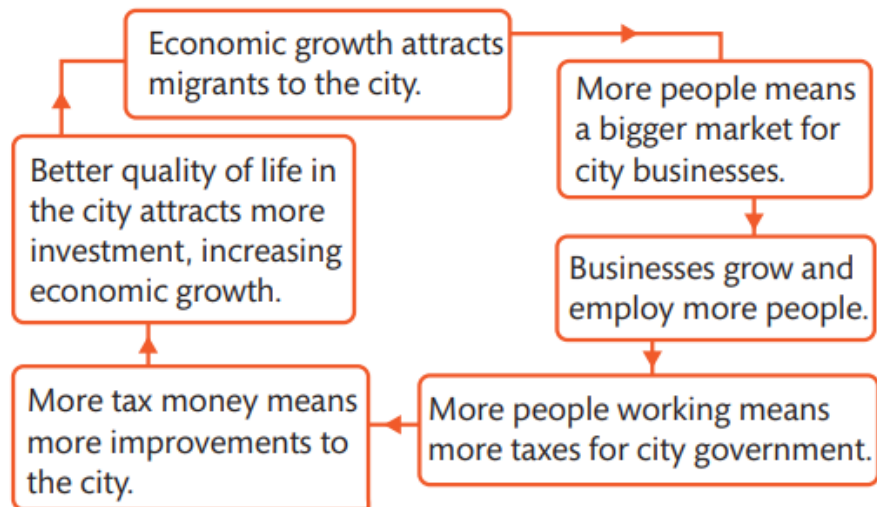 Economic growth attracts
migrants to the city.
More people means
a bigger market for
city businesses.
Businesses grow and
employ more people.
More people working means
more taxes for city government.
More tax money means
more improvements to
the city.
Better quality of life in
the city attracts more
investment, increasing
economic growth.